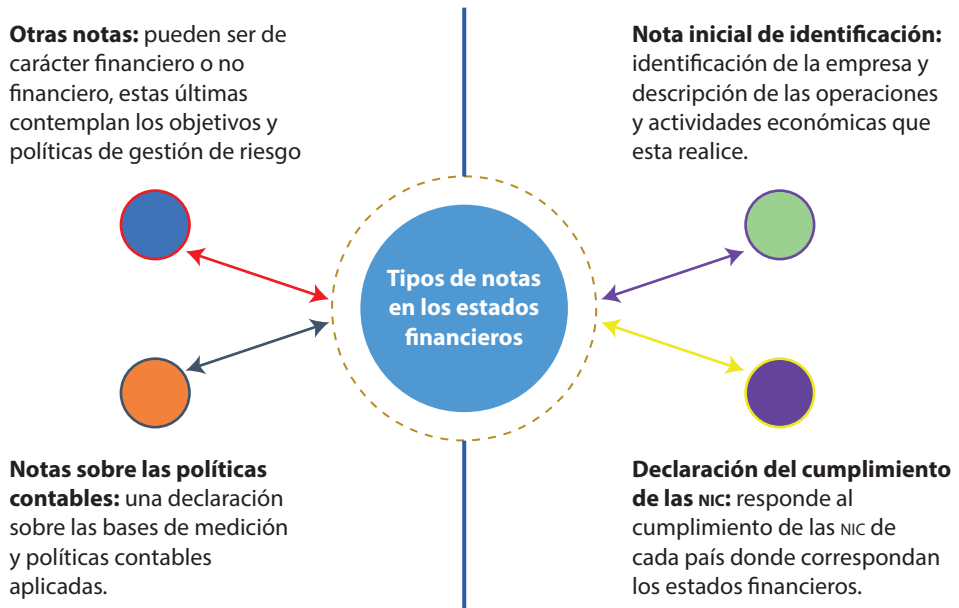 Otras notas: pueden ser de
carácter financiero o no
financiero, estas últimas
contemplan los objetivos y
políticas de gestión de riesgo
Nota inicial de identificación:
identificación de la empresa y
descripción de las operaciones
y actividades económicas que
esta realice.
Tipos de notas
en los estados
financieros
Notas sobre las políticas
contables: una declaración
sobre las bases de medición
y políticas contables
aplicadas.
Declaración del cumplimiento
de las NIC: responde al
cumplimiento de las NIC de
cada país donde correspondan
los estados financieros.